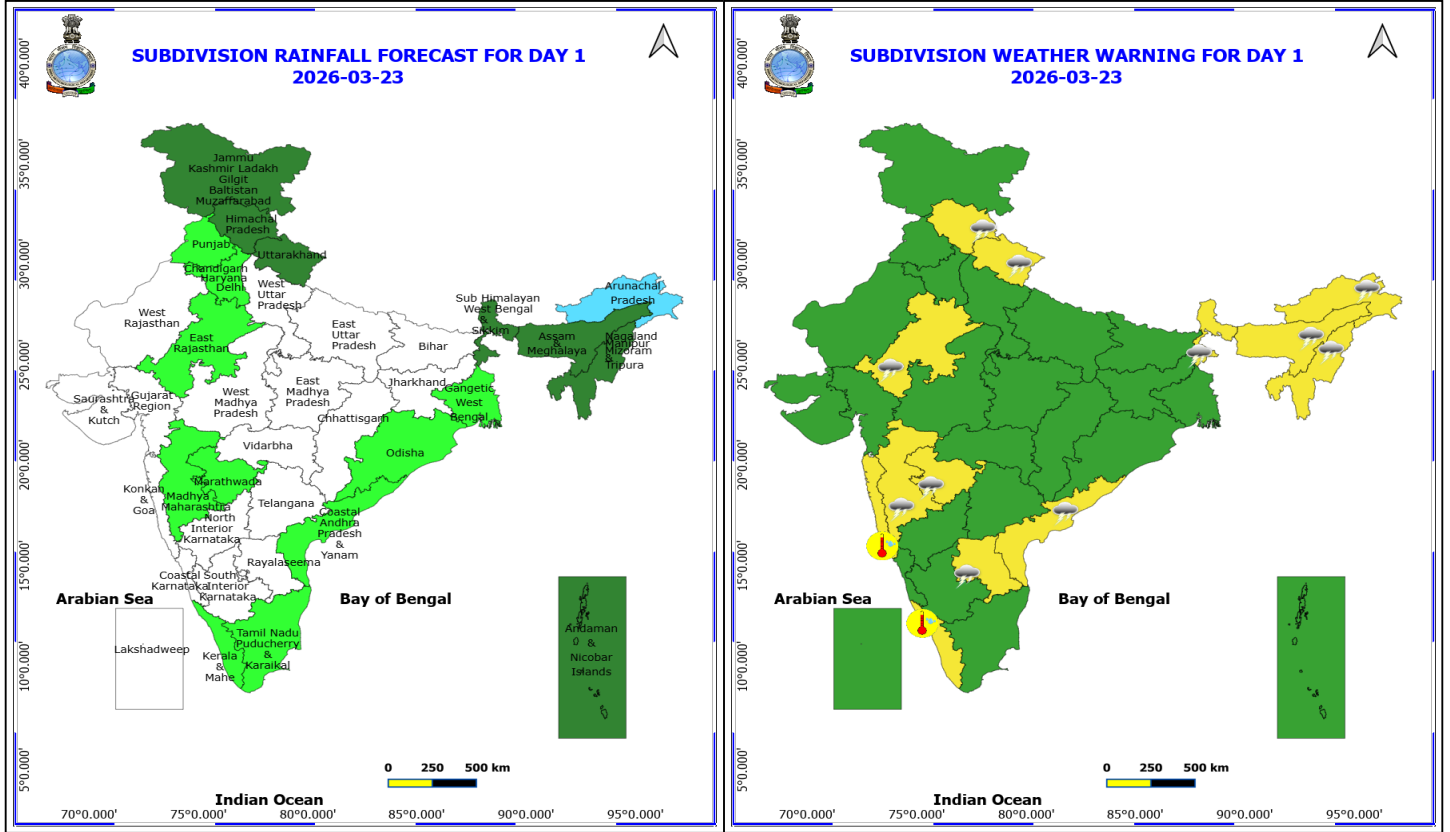 SUBDIVISION RAINFALL FORECAST FOR DAY 1
2026-03-23
40°0.000'
35°0.000'
30°0.000'
25°0.000'
20°0.000'
15°0.000'
10°0.000'
5°0.000'
Jammu
Kashmir Ladakh
Gilgit
Baltistan
Muzaffarabad
Himachal
Pradesh
Punjab
Uttarakhand
Chandigarh
Haryana
Delhi
West
Uttar
Pradesh
West
Rajasthan
East
Rajasthan
East
Uttar
Pradesh
Bihar
Sub Himalayan
West Bengal
&
Sikkim
Arunachal
Pradesh
Assam
&
Meghalaya
Nagaland
Manipur
Mizoram
&
Tripura
Saurashtra
&
Kutch
Gujarat
Region
West
Madhya
Pradesh
East
Madhya
Pradesh
Jharkhand
Gangetic
West
Bengal
Chhattisgarh
Vidarbha
Odisha
Konkan
&
Goa
Madhya
Maharashtra
Marathwada
Telangana
North
Interior
Karnataka
Coastal
Andhra
Pradesh
&
Yanam
Rayalaseema
Coastal
Karnataka
South
Interior
Karnataka
Arabian Sea
Bay of Bengal
Lakshadweep
Kerala
&
Mahe
Tamil Nadu
Puducherry
&
Karaikal
Andaman
&
Nicobar
Islands
0 250 500 km
Indian Ocean
70°0.000' 75°0.000' 80°0.000' 85°0.000' 90°0.000' 95°0.000'
SUBDIVISION WEATHER WARNING FOR DAY 1
2026-03-23
40°0.000'
35°0.000'
30°0.000'
25°0.000'
20°0.000'
15°0.000'
10°0.000'
5°0.000'
Arabian Sea
Bay of Bengal
0 250 500 km
Indian Ocean
70°0.000' 75°0.000' 80°0.000' 85°0.000' 90°0.000' 95°0.000'